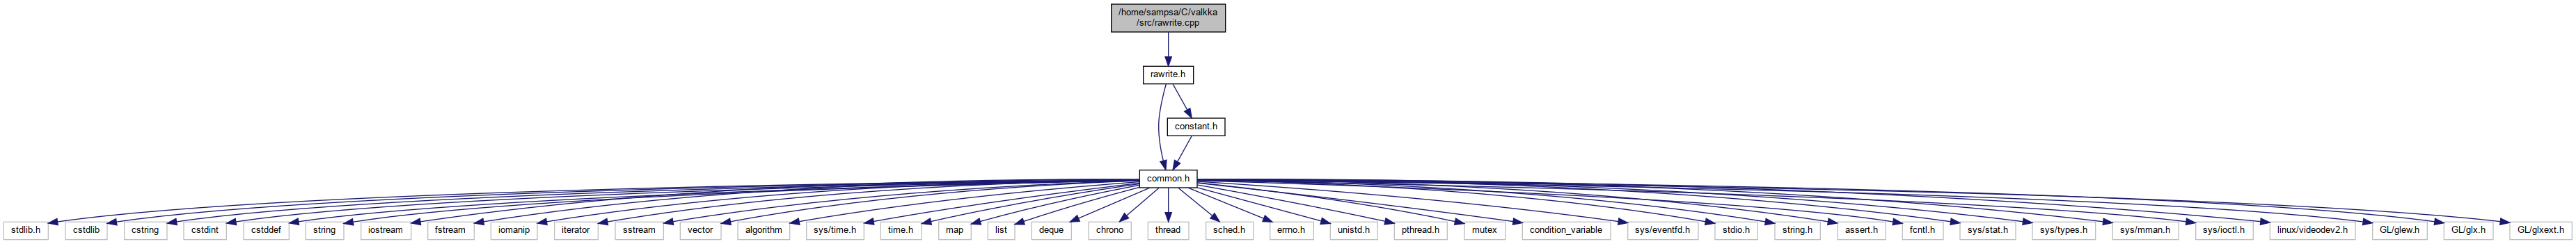 /home/sampsa/C/valkka
/src/rawrite.cpp
rawrite.h
constant.h
common.h
stdlib.h
cstdlib
cstring
cstdint
cstddef
string
iostream
fstream
iomanip
iterator
sstream
vector
algorithm
sys/time.h
time.h
map
list
deque
chrono
thread
sched.h
errno.h
unistd.h
pthread.h
mutex
condition_variable
sys/eventfd.h
stdio.h
string.h
assert.h
fcntl.h
sys/stat.h
sys/types.h
sys/mman.h
sys/ioctl.h
linux/videodev2.h
GL/glew.h
GL/glx.h
GL/glxext.h